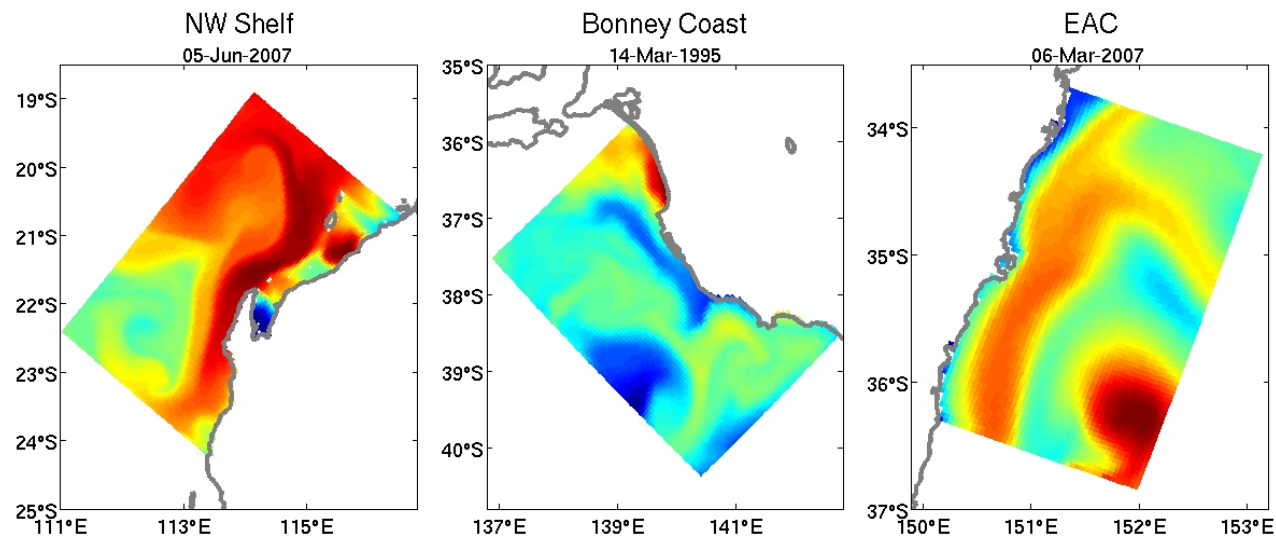 NW Shelf
05-Jun-2007
19°S
20°S
21°S
22°S
23°S
24°S
25°S
111°E 113°E 115°E
Bonney Coast
14-Mar-1995
35°S
36°S
37°S
38°S
39°S
40°S
137°E 139°E 141°E
EAC
06-Mar-2007
34°S
35°S
36°S
37°S
150°E 151°E 152°E 153°E